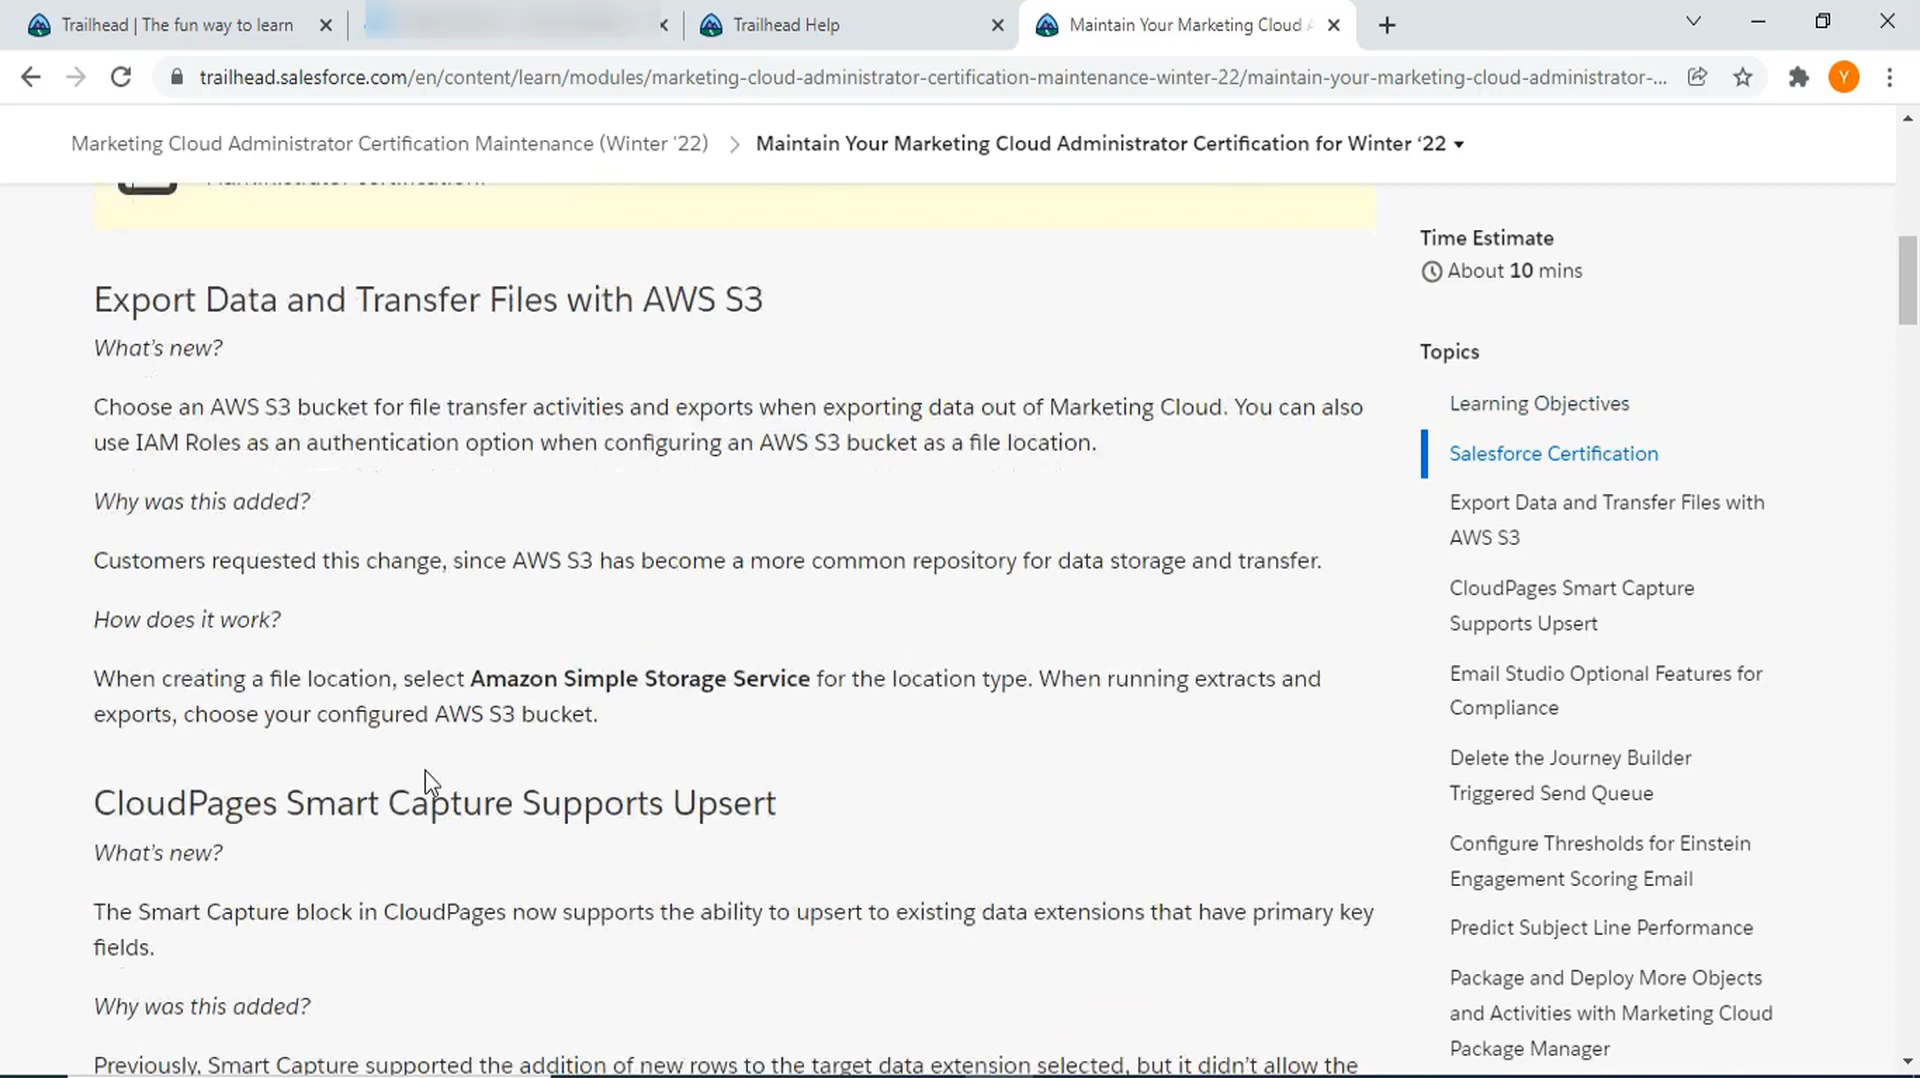 Trailhead | The fun way to learn
Trailhead Help
Maintain Your Marketing Cloud A
trailhead.salesforce.com/en/content/learn/modules/marketing-cloud-administrator-certification-maintenance-winter-22/maintain-your-marketing-cloud-administrator-...
Y
Marketing Cloud Administrator Certification Maintenance (Winter '22)
Maintain Your Marketing Cloud Administrator Certification for Winter ‘22
Export Data and Transfer Files with AWS S3
What’s new?
Choose an AWS S3 bucket for file transfer activities and exports when exporting data out of Marketing Cloud. You can also
use IAM Roles as an authentication option when configuring an AWS S3 bucket as a file location.
Why was this added?
Customers requested this change, since AWS S3 has become a more common repository for data storage and transfer.
How does it work?
When creating a file location, select Amazon Simple Storage Service for the location type. When running extracts and
exports, choose your configured AWS S3 bucket.
CloudPages Smart Capture Supports Upsert
What’s new?
The Smart Capture block in CloudPages now supports the ability to upsert to existing data extensions that have primary key
fields.
Why was this added?
Previously, Smart Capture supported the addition of new rows to the target data extension selected, but it didn’t allow the
Time Estimate
About 10 mins
Topics
Learning Objectives
Salesforce Certification
Export Data and Transfer Files with
AWS S3
CloudPages Smart Capture
Supports Upsert
Email Studio Optional Features for
Compliance
Delete the Journey Builder
Triggered Send Queue
Configure Thresholds for Einstein
Engagement Scoring Email
Predict Subject Line Performance
Package and Deploy More Objects
and Activities with Marketing Cloud
Package Manager